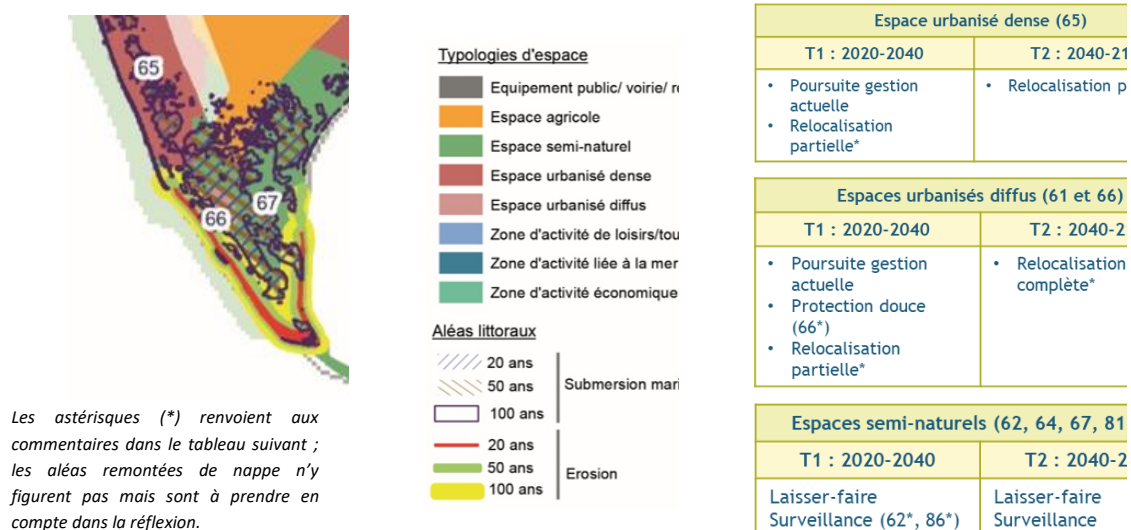 65
66
67
Les astérisques (*) renvoient aux
commentaires dans le tableau suivant ;
les aléas remontées de nappe n'y
figurent pas mais sont à prendre en
compte dans la réflexion.
Typologies d'espace
Equipement public/ voirie/
Espace agricole
Espace semi-naturel
Espace urbanisé dense
Espace urbanisé diffus
Zone d'activité de loisirs/tou
Zone d'activité liée à la mer
Zone d'activité économique
Aléas littoraux
20 ans
50 ans
100 ans
Submersion mari
20 ans
50 ans
100 ans
Erosion
Espace urbanisé dense (65)
T1 : 2020-2040
T2 : 2040-21
• Poursuite gestion
actuelle
• Relocalisation
partielle*
• Relocalisation p
Espaces urbanisés diffus (61 et 66)
T1 : 2020-2040
T2 : 2040-2
• Poursuite gestion
actuelle
• Protection douce
(66*)
• Relocalisation
partielle*
• Relocalisation
complète*
Espaces semi-naturels (62, 64, 67, 81
T1 : 2020-2040
T2 : 2040-2
Laisser-faire
Surveillance (62*, 86*)
Laisser-faire
Surveillance